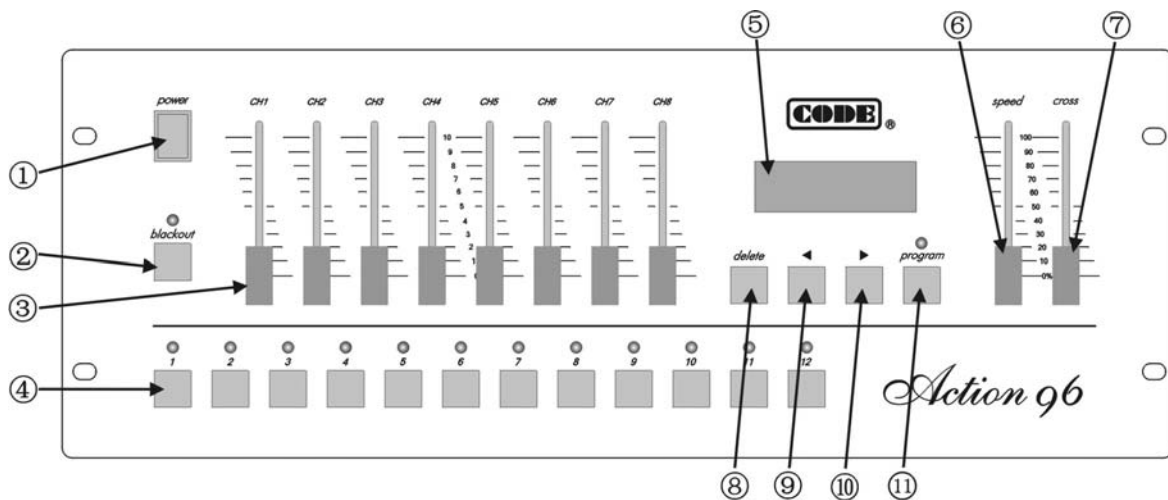 ⑤ ⑥ ⑦
power CH1 CH2 CH3 CH4 CH5 CH6 CH7 CH8 CODE® speed cross
10 100
9 90
8 80
7 70
6 60
5 50
4 40
3 30
2 20
1 10
0 0%
①
blackout
②
③
delete ◄ ► program
1 2 3 4 5 6 7 8 9 10 11 12
④
Action 96
⑧ ⑨ ⑩ ⑪